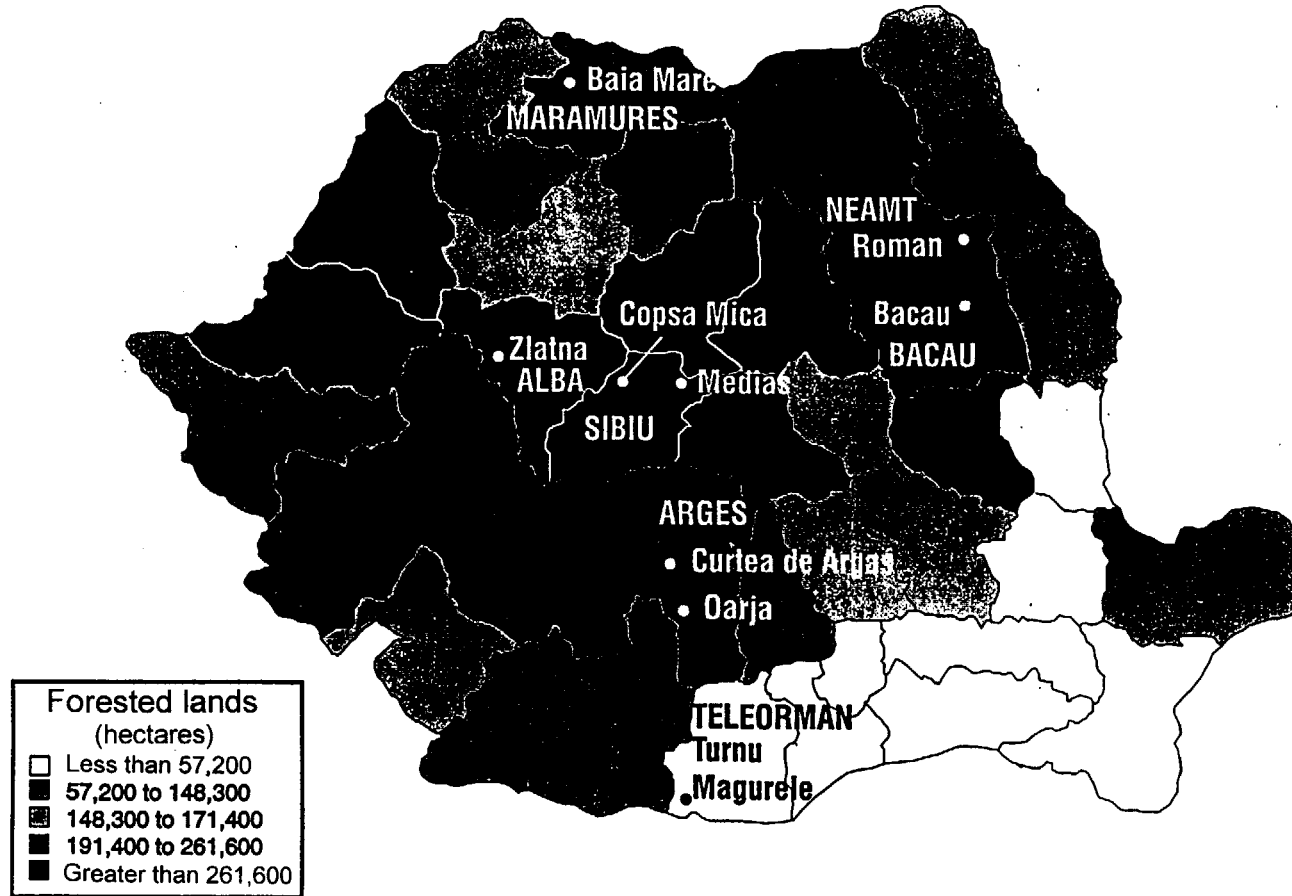 Baia Mare
MARAMURES
NEAMT
Roman
Copsa Mica
Bacau
Zlatna
BACAU
ALBA
Medias
SIBIU
ARGES
Curtea de Argas
Oarja
TELEORMAN
Turnu
Magurele
Forested lands
(hectares)
Less than 57,200
57,200 to 148,300
148,300 to 171,400
191,400 to 261,600
Greater than 261,600